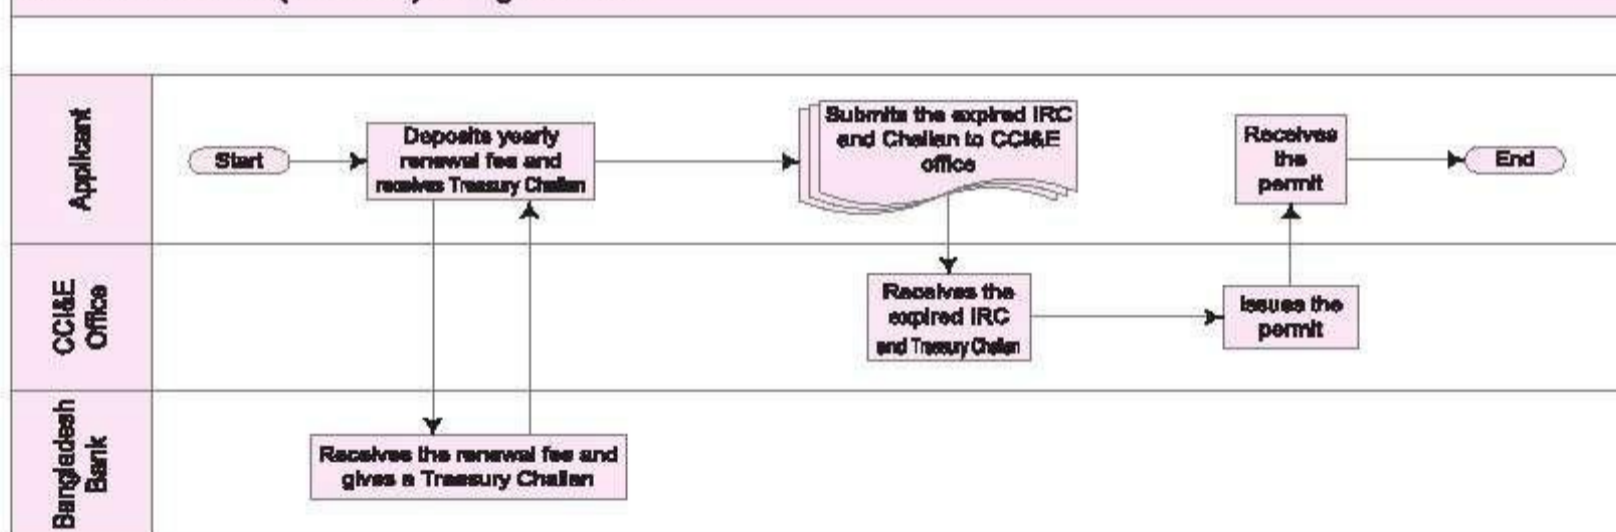 Applicant
Start
Deposits yearly
renewal fee and
receives Treasury Challan
Submits the expired IRC
and Challan to CCI&E
office
Receives
the
permit
End
CCI&E
Office
Receives the
expired IRC
and Treasury Challan
Issues the
permit
Bangladesh
Bank
Receives the renewal fee and
gives a Treasury Challan